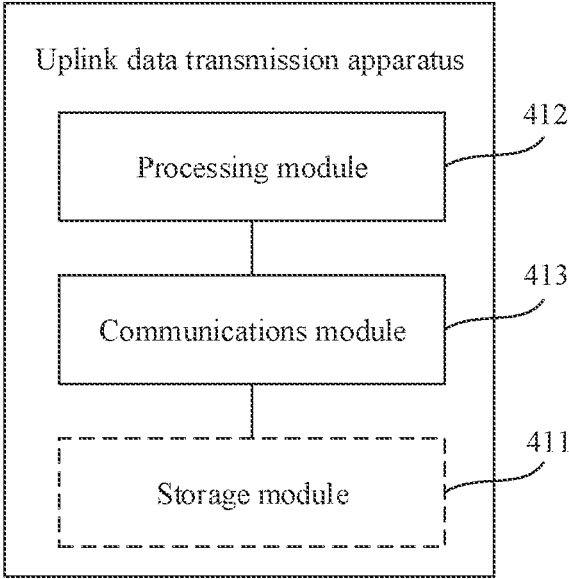 Uplink data transmission apparatus
412
Processing module
413
Communications module
411
Storage module